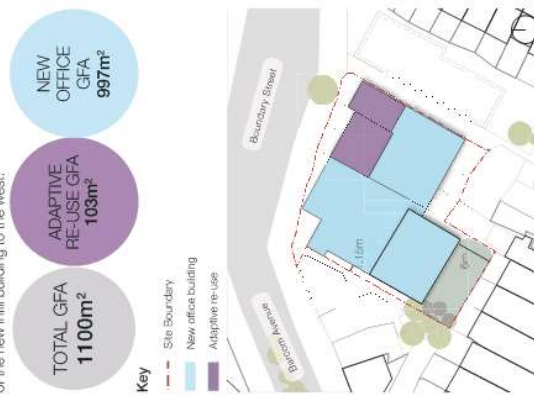 of the new infill building to the west.
TOTAL GFA
1100m²
ADAPTIVE
RE-USE GFA
103m²
NEW
OFFICE
GFA
997m²
Key
Site Boundary
New office building
Adaptive re-use
Barcom Avenue
Boundary Street
15m
6m